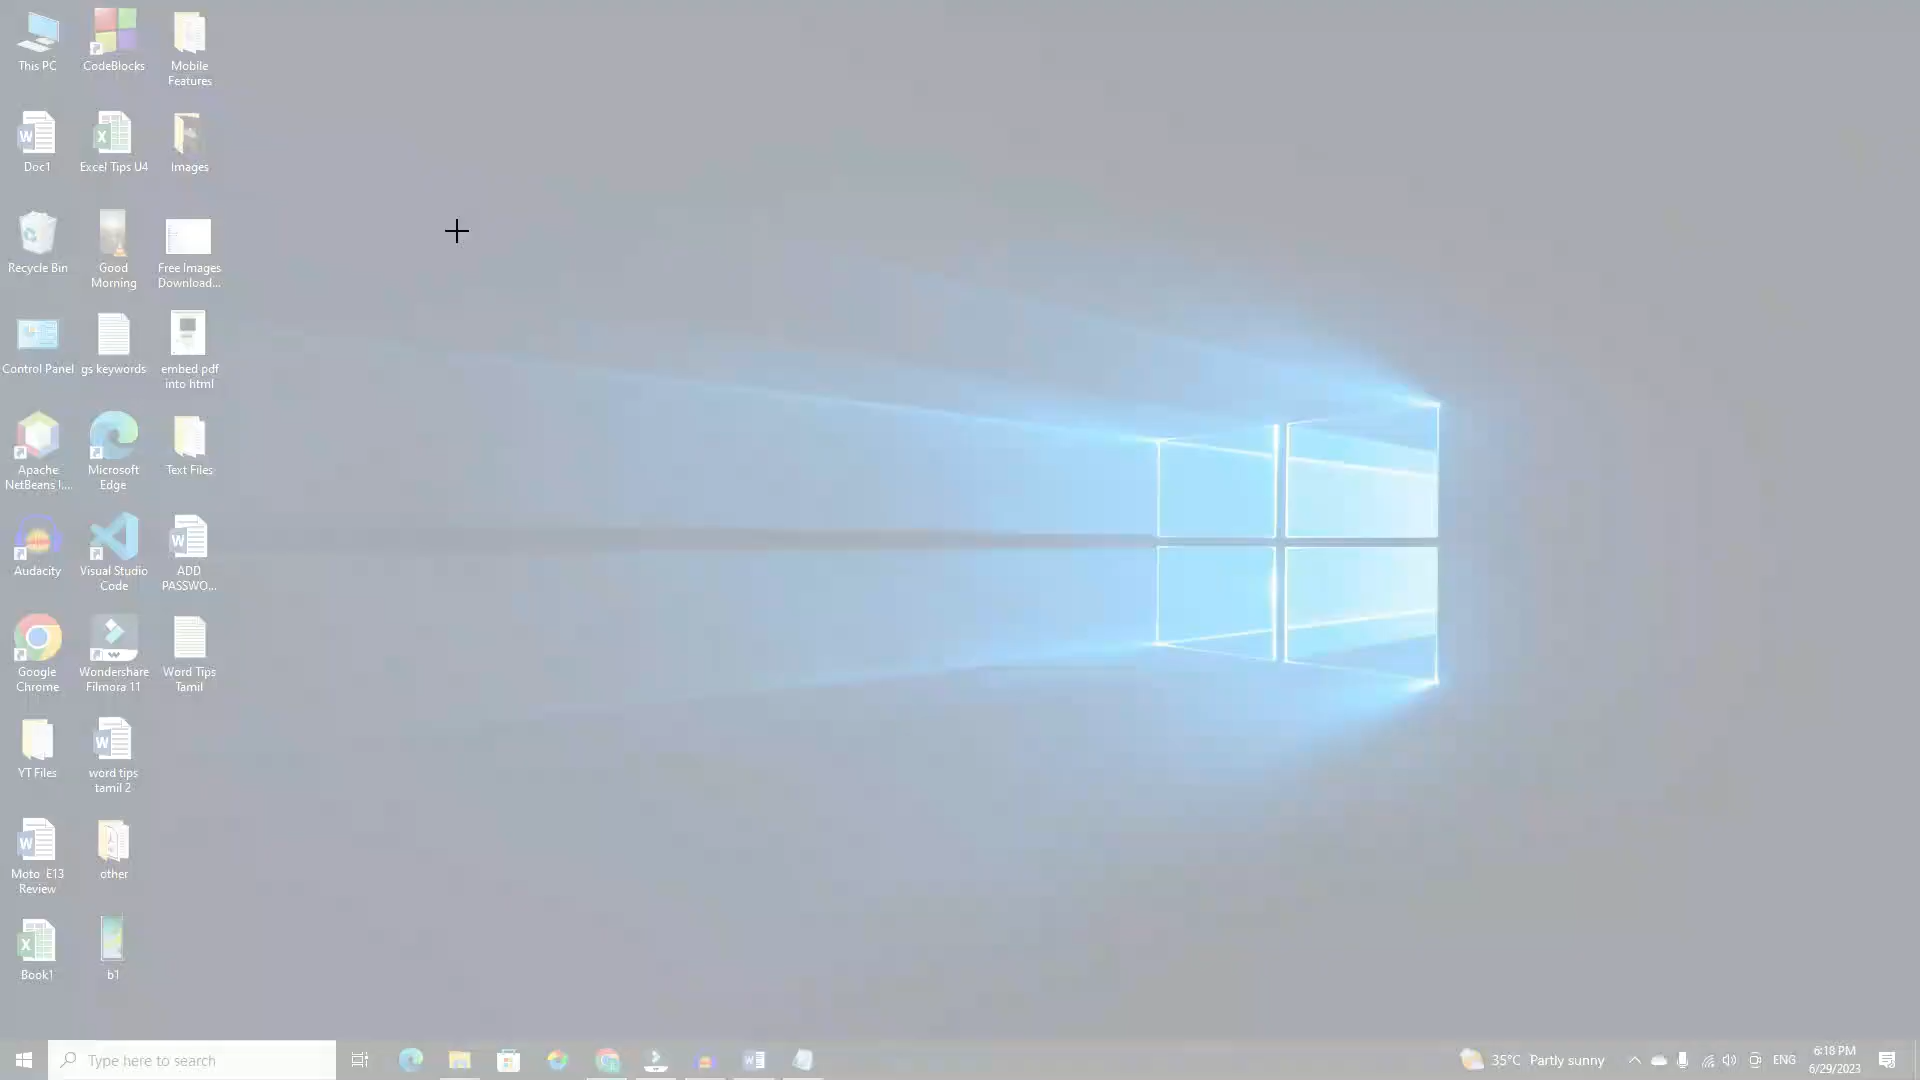 This PC
CodeBlocks
Mobile
Features
Doc1
Excel Tips U4
Images
Recycle Bin
Good
Morning
Free Images
Download...
Control Panel
gs keywords
embed pdf
into html
Apache
NetBeans I...
Microsoft
Edge
Text Files
Audacity
Visual Studio
Code
ADD
PASSWO...
Google
Chrome
Wondershare
Filmora 11
Word Tips
Tamil
YT Files
word tips
tamil 2
Moto E13
Review
other
Book1
b1
Type here to search
35°C Partly sunny
ENG
6:18 PM
6/29/2023